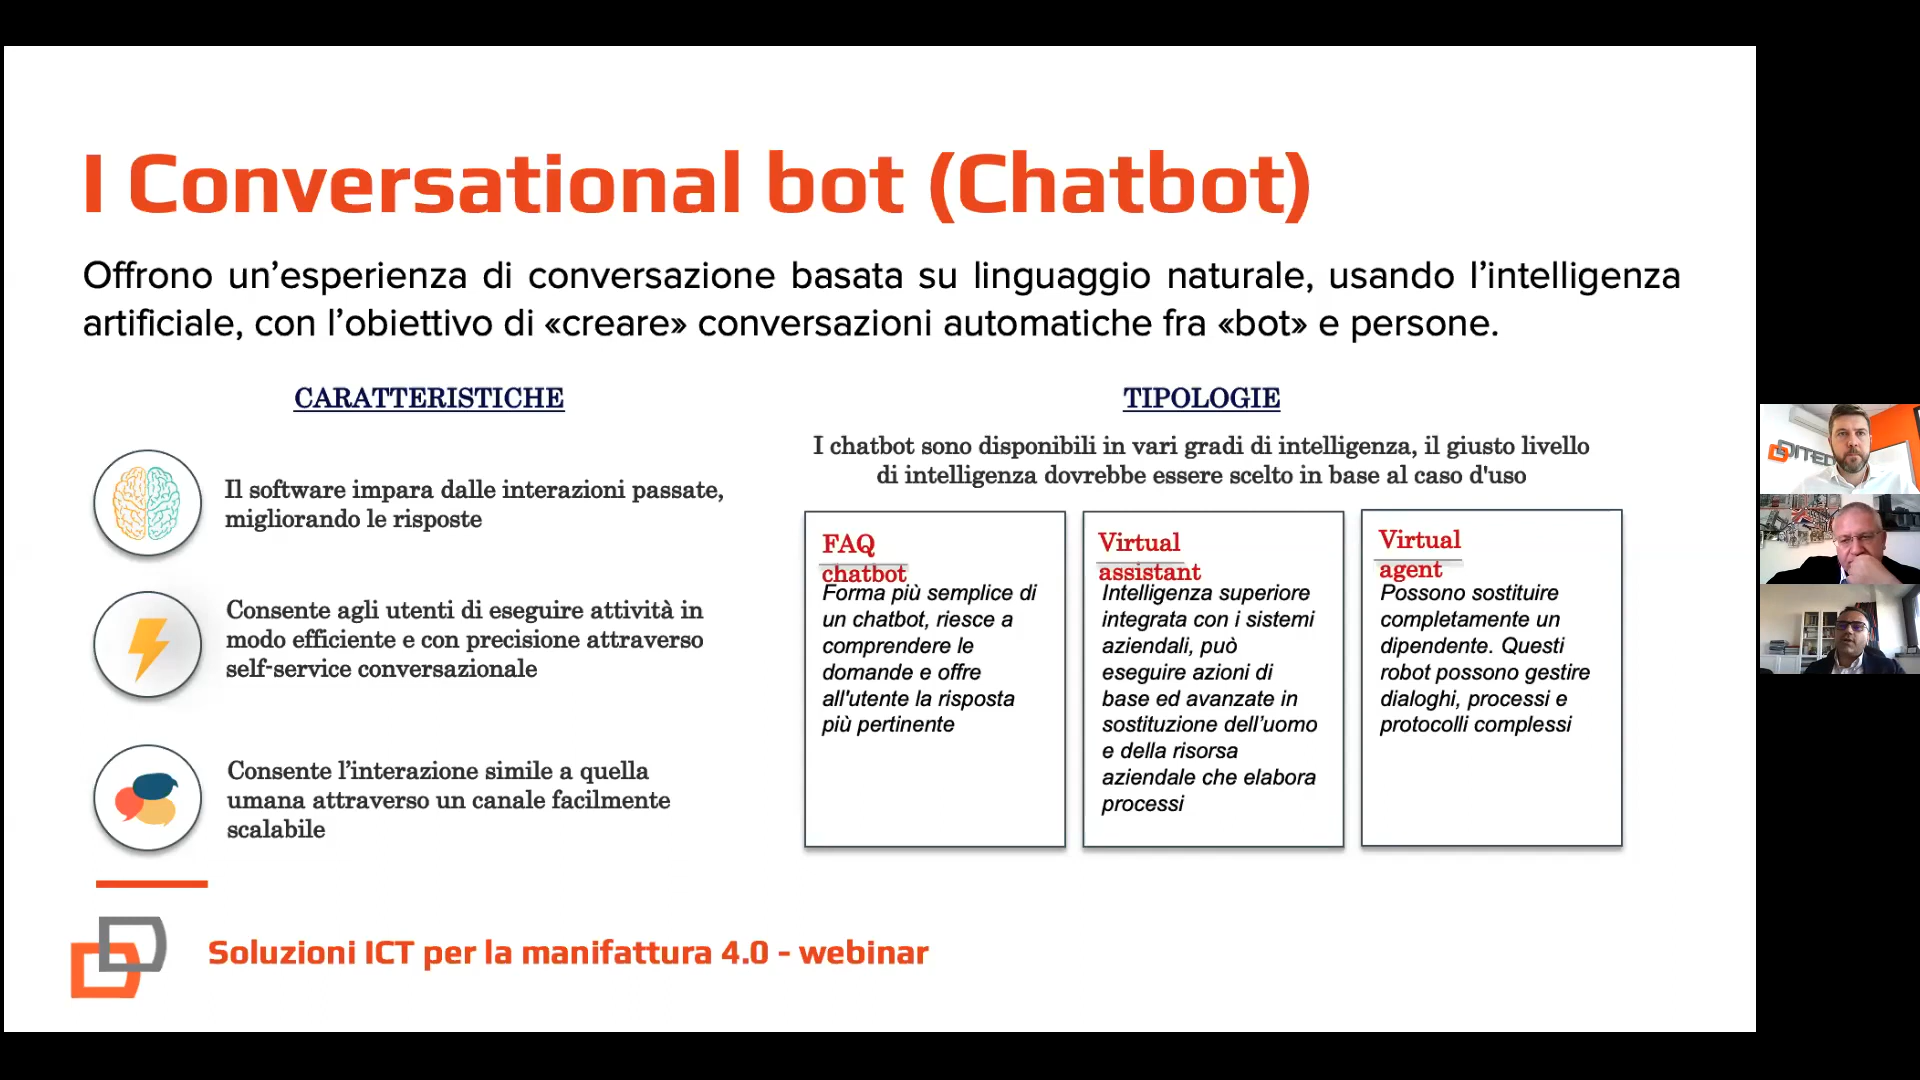 I Conversational bot (Chatbot)
Offrono un’esperienza di conversazione basata su linguaggio naturale, usando l’intelligenza
artificiale, con l’obiettivo di «creare» conversazioni automatiche fra «bot» e persone.
CARATTERISTICHE
Il software impara dalle interazioni passate,
migliorando le risposte
Consente agli utenti di eseguire attività in
modo efficiente e con precisione attraverso
self-service conversazionale
Consente l’interazione simile a quella
umana attraverso un canale facilmente
scalabile
TIPOLOGIE
I chatbot sono disponibili in vari gradi di intelligenza, il giusto livello
di intelligenza dovrebbe essere scelto in base al caso d'uso
FAQ
chatbot
Forma più semplice di
un chatbot, riesce a
comprendere le
domande e offre
all'utente la risposta
più pertinente
Virtual
assistant
Intelligenza superiore
integrata con i sistemi
aziendali, può
eseguire azioni di
base ed avanzate in
sostituzione dell’uomo
e della risorsa
aziendale che elabora
processi
Virtual
agent
Possono sostituire
completamente un
dipendente. Questi
robot possono gestire
dialoghi, processi e
protocolli complessi
Soluzioni ICT per la manifattura 4.0 - webinar